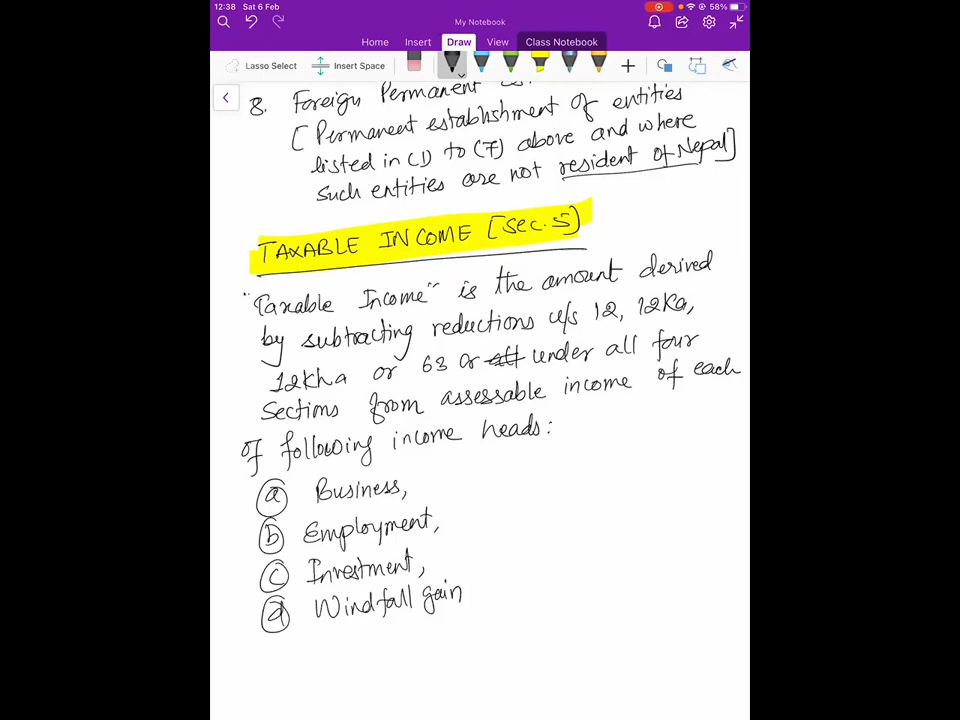 12:38 Sat 6 Feb
58%
My Notebook
Home Insert Draw View Class Notebook
Lasso Select Insert Space
8. Foreign Permanent
[Permanent establishment of entities
listed in (1) to (7) above and where
such entities are not resident of Nepal]
TAXABLE INCOME [Sec. 5]
"Taxable Income" is the amount derived
by subtracting reductions u/s 12, 12Ka,
12Kha or 63 or under all four
Sections from assessable income of each
of following income heads:
(a) Business,
(b) Employment,
(c) Investment,
(d) Windfall gain